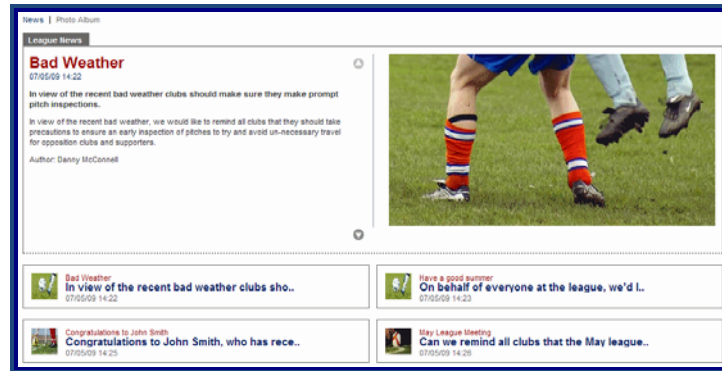 News | Photo Album
League News
Bad Weather
07/05/09 14:22
In view of the recent bad weather clubs should make sure they make prompt
pitch inspections.
In view of the recent bad weather, we would like to remind all clubs that they should take
precautions to ensure an early inspection of pitches to try and avoid un-necessary travel
for opposition clubs and supporters.
Author: Danny McConnell
Bad Weather
In view of the recent bad weather clubs sho..
07/05/09 14:22
Have a good summer
On behalf of everyone at the league, we'd l..
07/05/09 14:23
Congratulations to John Smith
Congratulations to John Smith, who has rece..
07/05/09 14:25
May League Meeting
Can we remind all clubs that the May league..
07/05/09 14:26